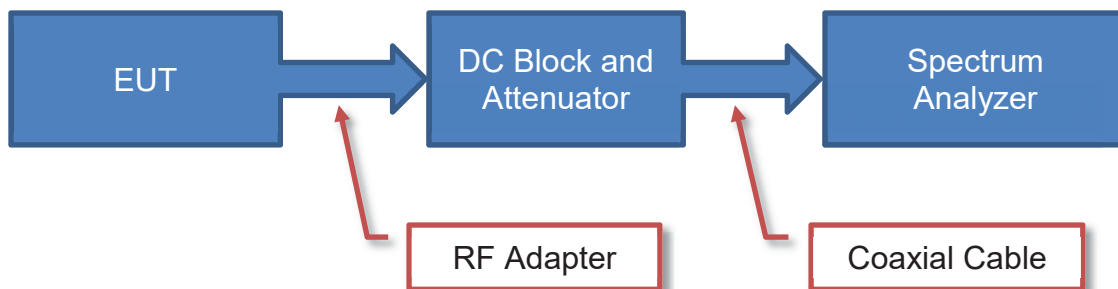 EUT
DC Block and
Attenuator
Spectrum
Analyzer
RF Adapter
Coaxial Cable